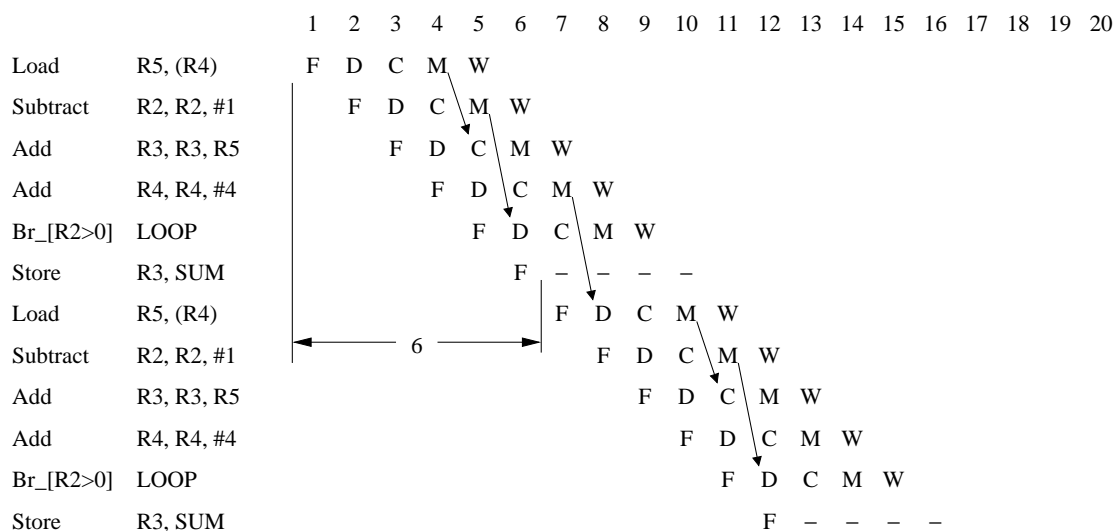 1 2 3 4 5 6 7 8 9 10 11 12 13 14 15 16 17 18 19 20
Load R5, (R4) F D C M W
Subtract R2, R2, #1 F D C M W
Add R3, R3, R5 F D C M W
Add R4, R4, #4 F D C M W
Br_[R2>0] LOOP F D C M W
Store R3, SUM F – – – –
Load R5, (R4) F D C M W
Subtract R2, R2, #1 6 F D C M W
Add R3, R3, R5 F D C M W
Add R4, R4, #4 F D C M W
Br_[R2>0] LOOP F D C M W
Store R3, SUM F – – – –